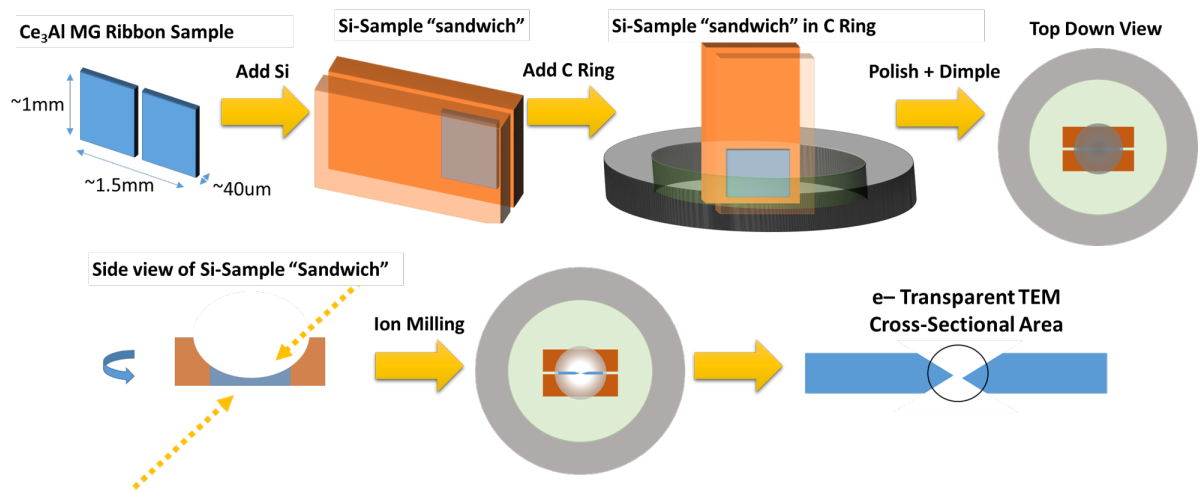 Ce3Al MG Ribbon Sample
~1mm
~1.5mm
~40um
Add Si
Si-Sample “sandwich”
Add C Ring
Si-Sample “sandwich” in C Ring
Polish + Dimple
Top Down View
Side view of Si-Sample “Sandwich”
Ion Milling
e– Transparent TEM
Cross-Sectional Area